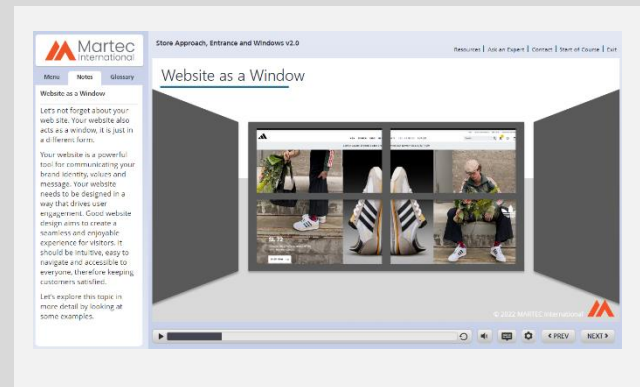 Martec
International
Store Approach, Entrance and Windows v2.0
Resources | Ask an Expert | Contact | Start of Course | Exit
Menu Notes Glossary
Website as a Window
Let's not forget about your
web site. Your website also
acts as a window, it is just in
a different form.
Your website is a powerful
tool for communicating your
brand identity, values and
message. Your website
needs to be designed in a
way that drives user
engagement. Good website
design aims to create a
seamless and enjoyable
experience for visitors. It
should be intuitive, easy to
navigate and accessible to
everyone, therefore keeping
customers satisfied.
Let's explore this topic in
more detail by looking at
some examples.
Website as a Window
SL 72
© 2022 MARTEC International
< PREV
NEXT >